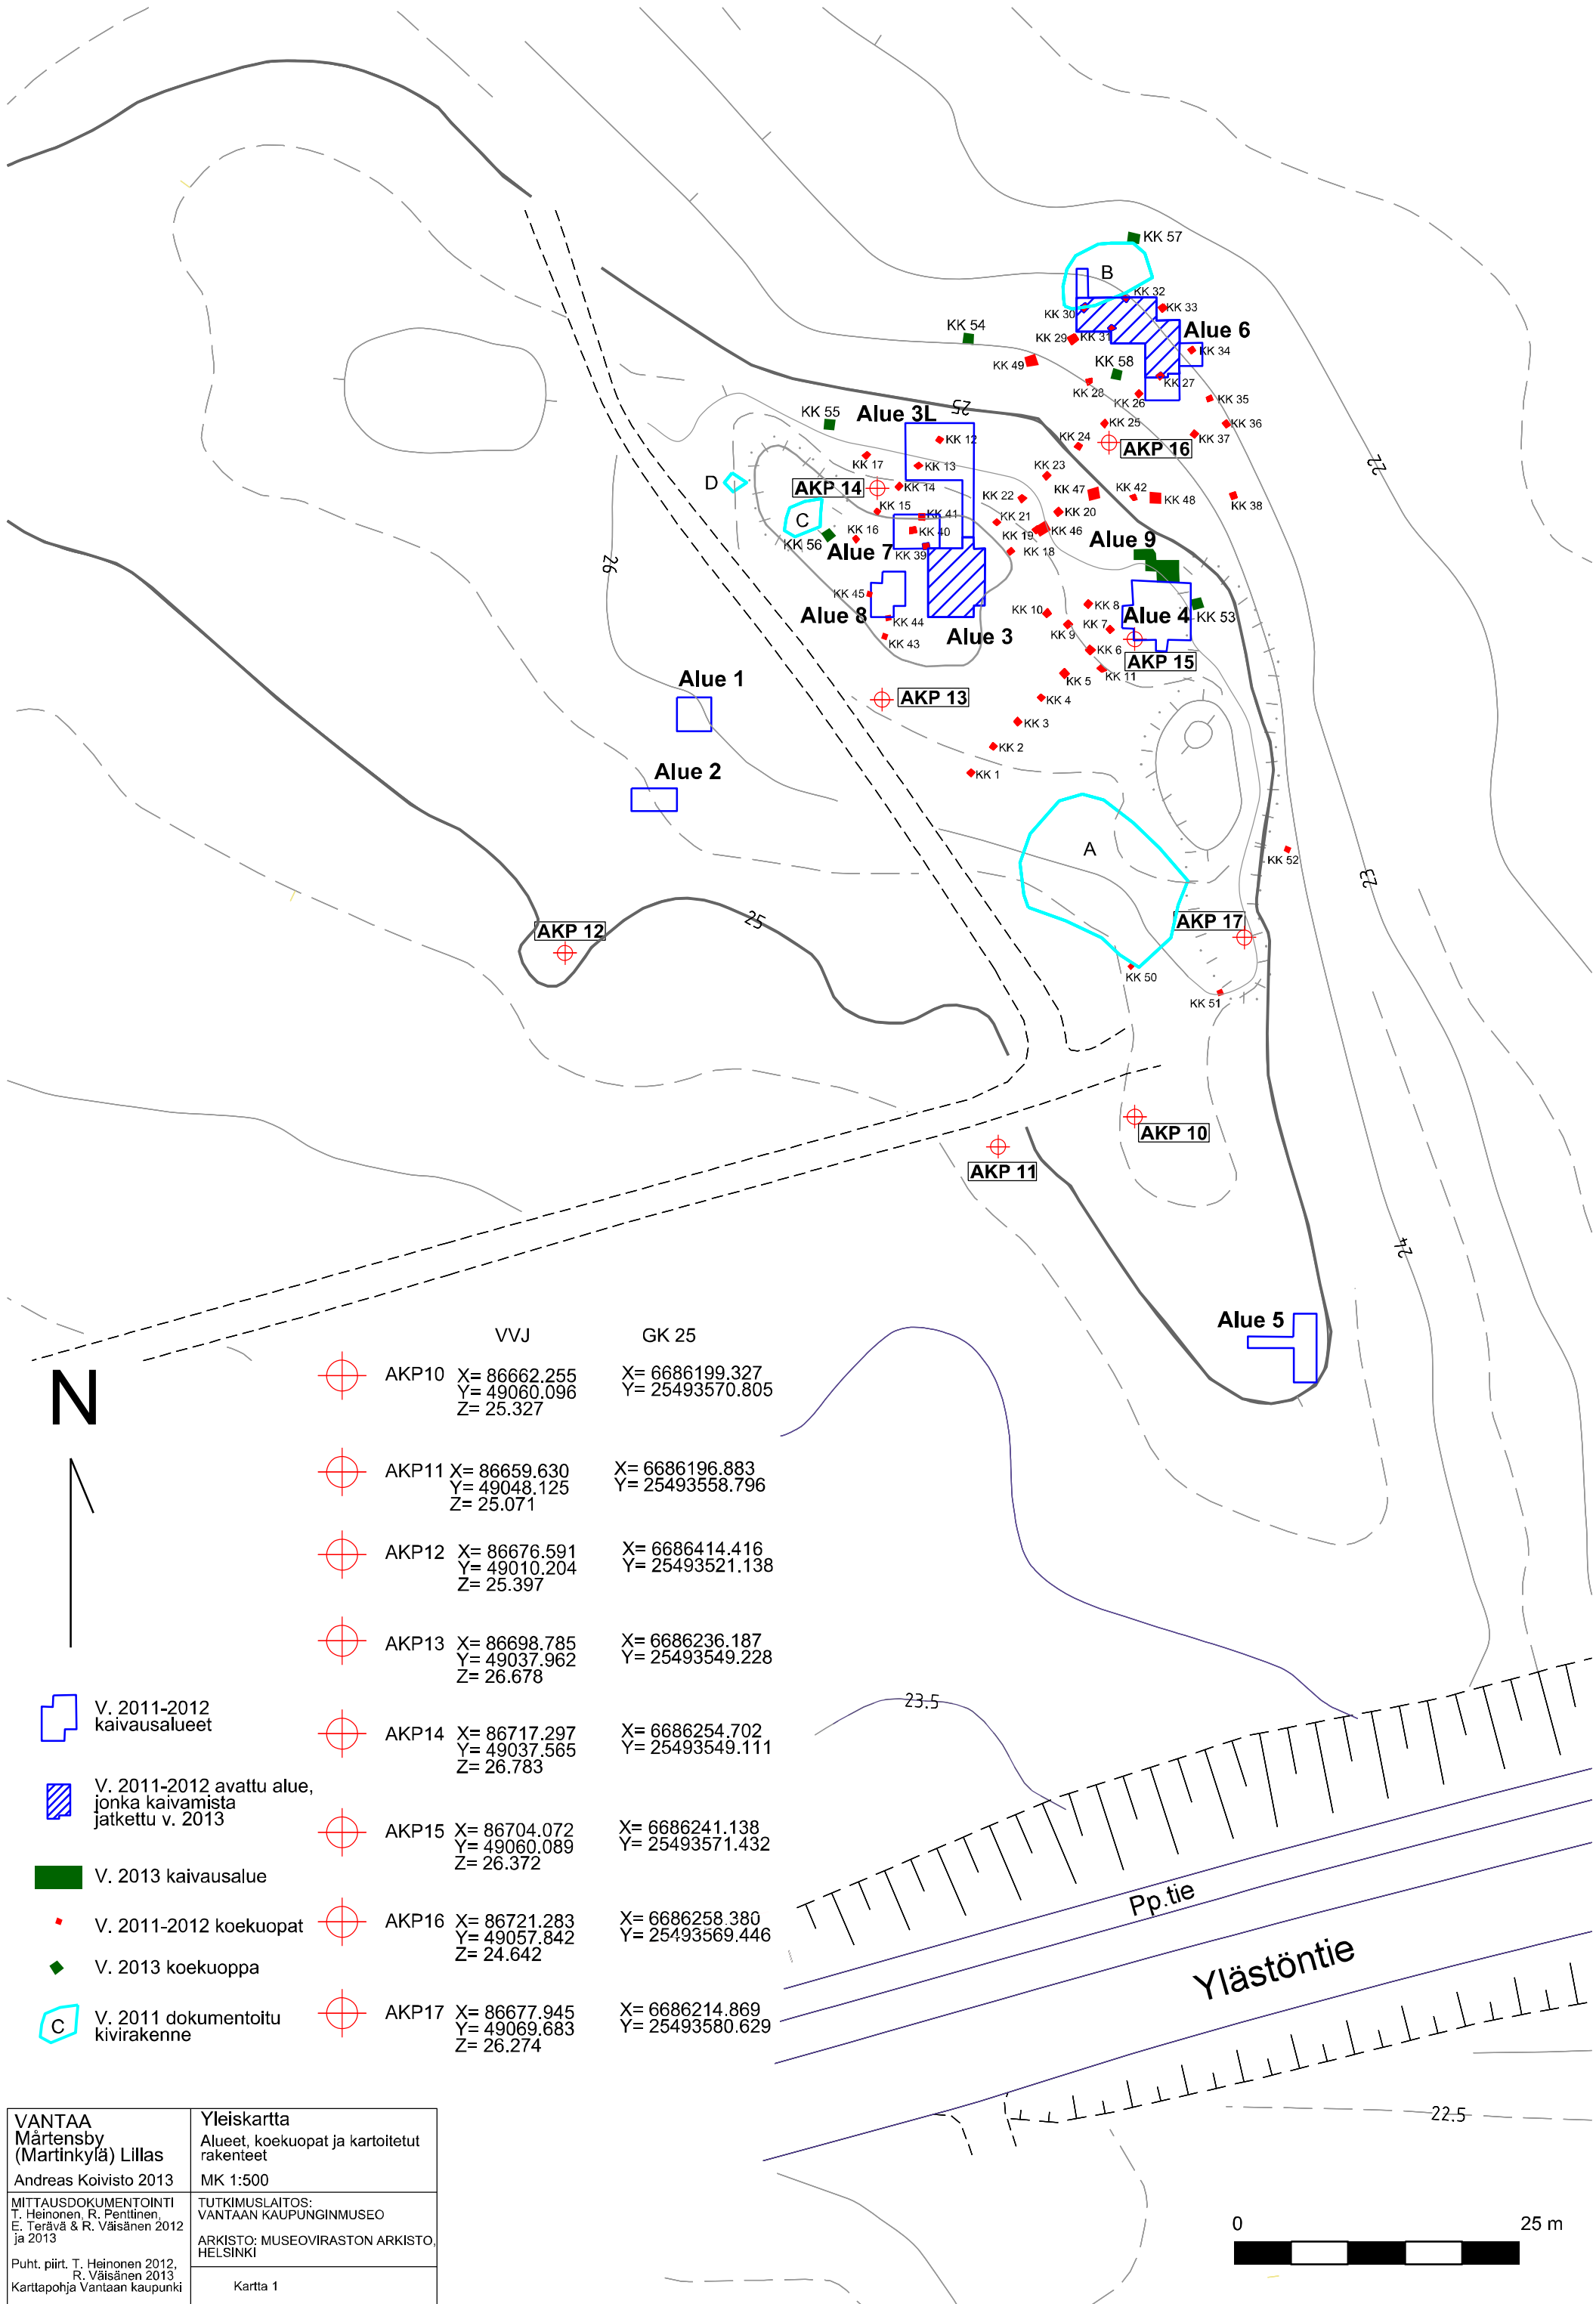 KK 57
B
KK 32
KK 30
KK 33
Alue 6
KK 54
KK 29
KK 31
KK 34
KK 49
KK 58
KK 27
KK 28
KK 26
KK 35
22
25
KK 55
Alue 3L
KK 25
KK 36
KK 12
KK 24
AKP 16
KK 37
KK 17
KK 13
D
AKP 14
KK 14
KK 23
KK 22
KK 47
KK 42
KK 48
KK 38
C
KK 15
KK 41
KK 21
KK 20
KK 16
KK 40
KK 19
KK 46
KK 56
Alue 7
KK 39
KK 18
Alue 9
26
KK 45
Alue 8
KK 44
KK 43
Alue 3
KK 10
KK 8
Alue 4
KK 53
KK 9
KK 7
KK 6
AKP 15
Alue 1
AKP 13
KK 5
KK 11
KK 4
KK 3
KK 2
Alue 2
KK 1
A
KK 52
23
AKP 12
25
AKP 17
KK 50
KK 51
AKP 10
AKP 11
24
Alue 5
N
VVJ
GK 25
AKP10
X= 86662.255
Y= 49060.096
Z= 25.327
X= 6686199.327
Y= 25493570.805
AKP11
X= 86659.630
Y= 49048.125
Z= 25.071
X= 6686196.883
Y= 25493558.796
AKP12
X= 86676.591
Y= 49010.204
Z= 25.397
X= 6686414.416
Y= 25493521.138
AKP13
X= 86698.785
Y= 49037.962
Z= 26.678
X= 6686236.187
Y= 25493549.228
AKP14
X= 86717.297
Y= 49037.565
Z= 26.783
X= 6686254.702
Y= 25493549.111
AKP15
X= 86704.072
Y= 49060.089
Z= 26.372
X= 6686241.138
Y= 25493571.432
AKP16
X= 86721.283
Y= 49057.842
Z= 24.642
X= 6686258.380
Y= 25493569.446
AKP17
X= 86677.945
Y= 49069.683
Z= 26.274
X= 6686214.869
Y= 25493580.629
V. 2011-2012
kaivausalueet
V. 2011-2012 avattu alue,
jonka kaivamista
jatkettu v. 2013
V. 2013 kaivausalue
V. 2011-2012 koekuopat
V. 2013 koekuoppa
C
V. 2011 dokumentoitu
kivirakenne
23.5
Pp.tie
Ylästöntie
22.5
VANTAA
Mårtensby
(Martinkylä) Lillas
Andreas Koivisto 2013
Yleiskartta
Alueet, koekuopat ja kartoitetut
rakenteet
MK 1:500
MITTAUSDOKUMENTOINTI
T. Heinonen, R. Penttinen,
E. Terävä & R. Väisänen 2012
ja 2013
Puht. piirt. T. Heinonen 2012,
R. Väisänen 2013
Karttapohja Vantaan kaupunki
TUTKIMUSLAITOS:
VANTAAN KAUPUNGINMUSEO
ARKISTO: MUSEOVIRASTON ARKISTO,
HELSINKI
Kartta 1
0
25 m